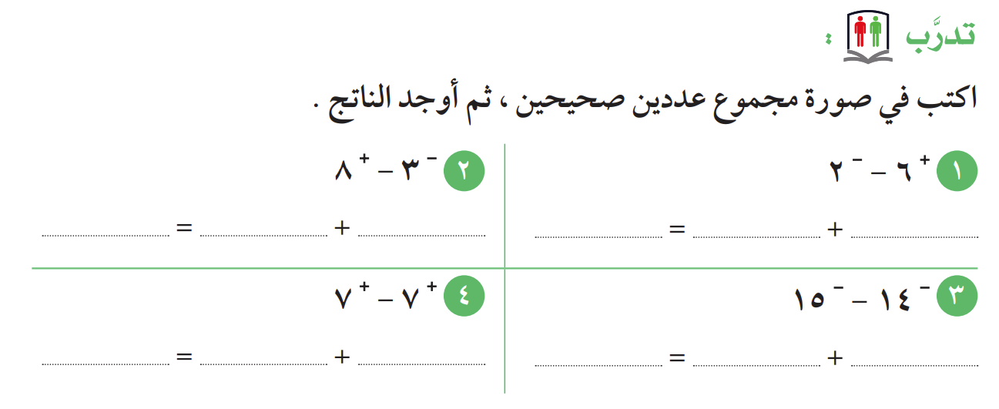 تدرَّب :
اكتب في صورة مجموع عددين صحيحين ، ثم أوجد الناتج .
١ ⁺٦ – ⁻٢
.............. + .............. = ..............
٢ ⁻٣ – ⁺٨
.............. + .............. = ..............
٣ ⁻١٤ – ⁻١٥
.............. + .............. = ..............
٤ ⁺٧ – ⁺٧
.............. + .............. = ..............